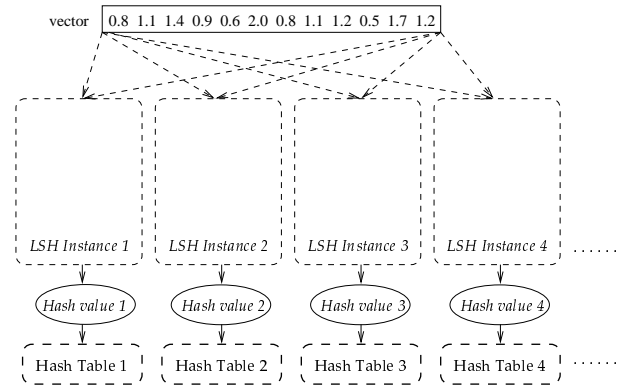 vector 0.8 1.1 1.4 0.9 0.6 2.0 0.8 1.1 1.2 0.5 1.7 1.2
LSH Instance 1 LSH Instance 2 LSH Instance 3 LSH Instance 4 ......
Hash value 1 Hash value 2 Hash value 3 Hash value 4
Hash Table 1 Hash Table 2 Hash Table 3 Hash Table 4 ......